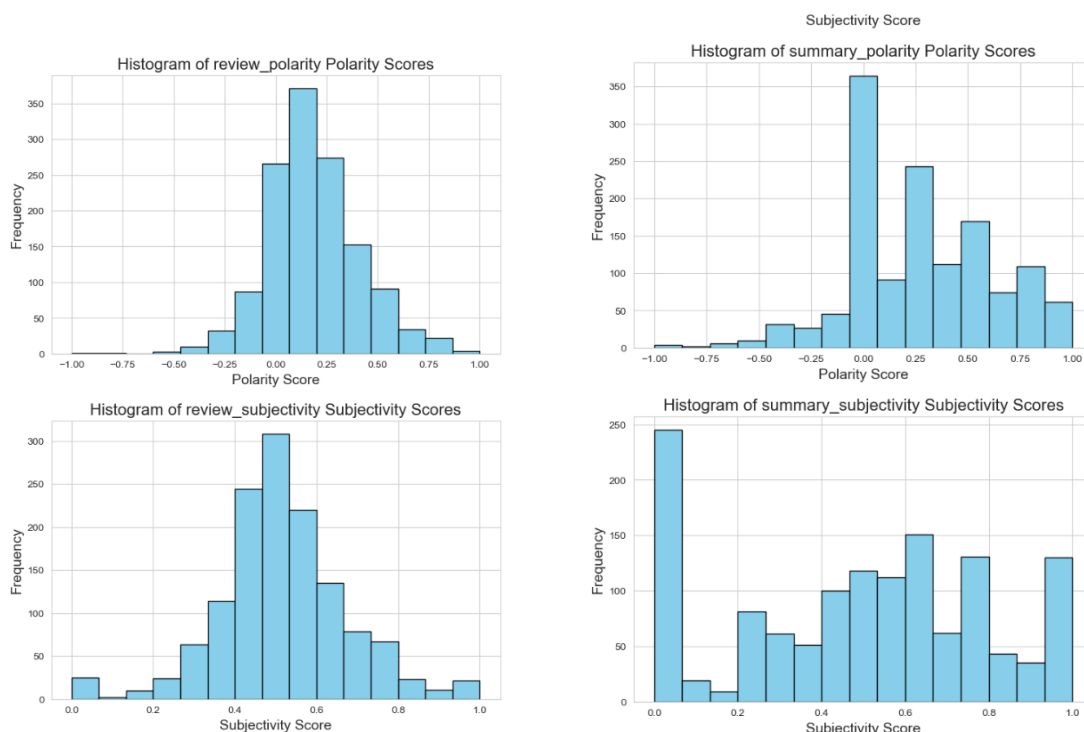 Subjectivity Score
Histogram of review_polarity Polarity Scores
Frequency
350
300
250
200
150
100
50
0
−1.00 −0.75 −0.50 −0.25 0.00 0.25 0.50 0.75 1.00
Polarity Score
Histogram of summary_polarity Polarity Scores
Frequency
350
300
250
200
150
100
50
0
−1.00 −0.75 −0.50 −0.25 0.00 0.25 0.50 0.75 1.00
Polarity Score
Histogram of review_subjectivity Subjectivity Scores
Frequency
300
250
200
150
100
50
0
0.0 0.2 0.4 0.6 0.8 1.0
Subjectivity Score
Histogram of summary_subjectivity Subjectivity Scores
Frequency
250
200
150
100
50
0
0.0 0.2 0.4 0.6 0.8 1.0
Subjectivity Score